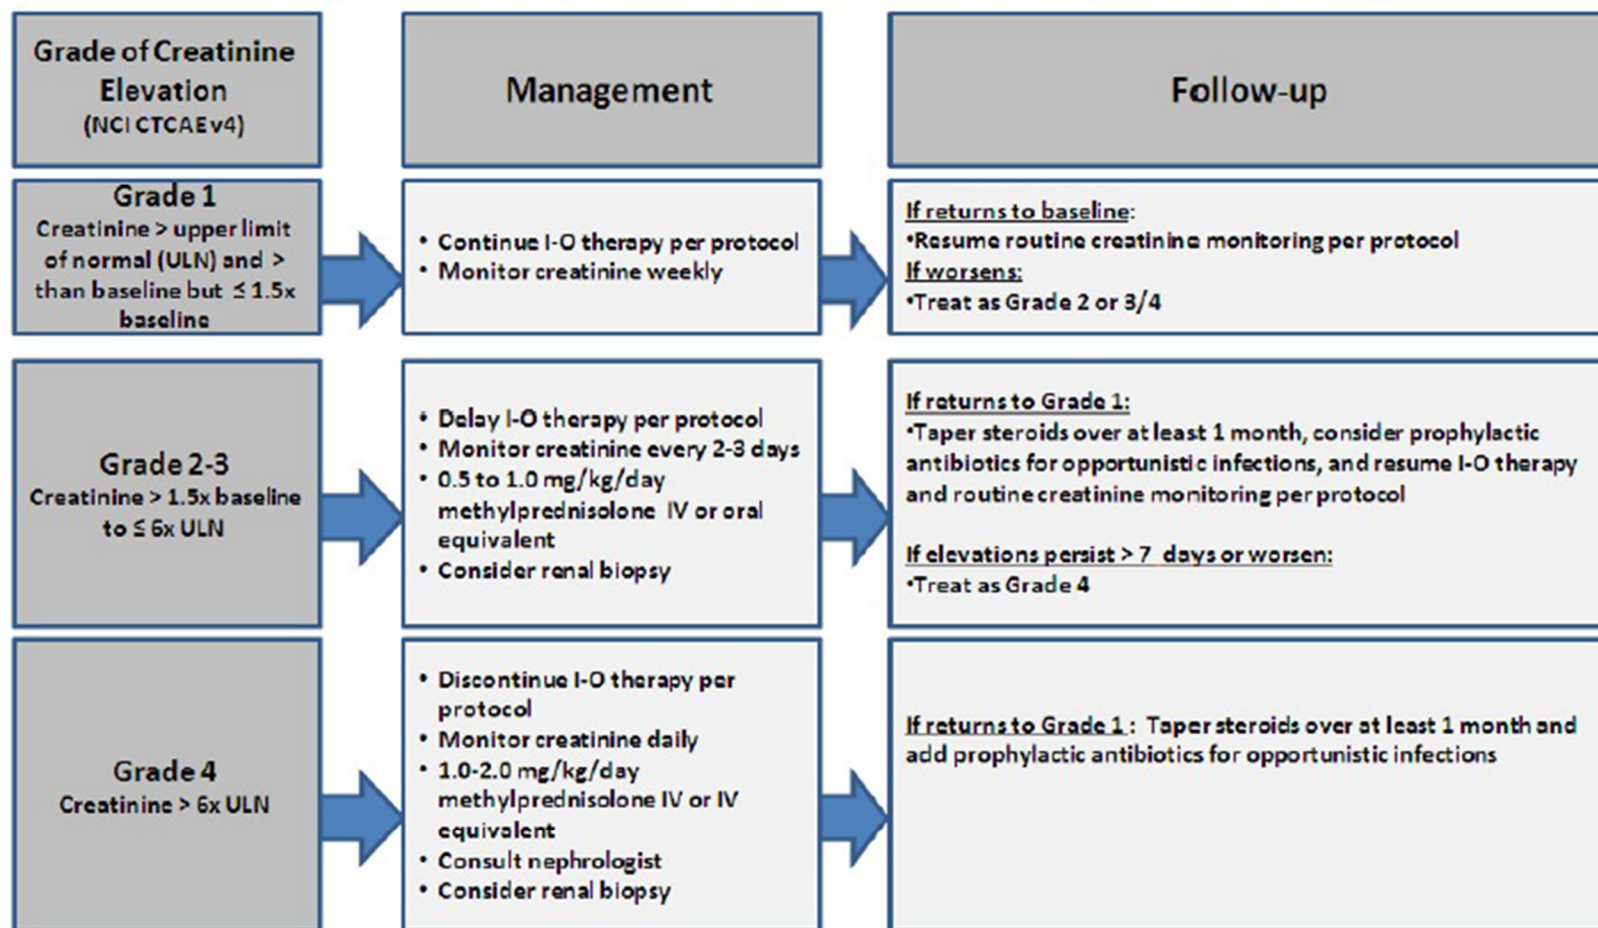 Grade of Creatinine
Elevation
(NCI CTCAE v4)
Management
Follow-up
Grade 1
Creatinine > upper limit
of normal (ULN) and >
than baseline but ≤ 1.5x
baseline
• Continue I-O therapy per protocol
• Monitor creatinine weekly
If returns to baseline:
•Resume routine creatinine monitoring per protocol
If worsens:
•Treat as Grade 2 or 3/4
Grade 2-3
Creatinine > 1.5x baseline
to ≤ 6x ULN
• Delay I-O therapy per protocol
• Monitor creatinine every 2-3 days
• 0.5 to 1.0 mg/kg/day
methylprednisolone IV or oral
equivalent
• Consider renal biopsy
If returns to Grade 1:
•Taper steroids over at least 1 month, consider prophylactic
antibiotics for opportunistic infections, and resume I-O therapy
and routine creatinine monitoring per protocol
If elevations persist > 7 days or worsen:
•Treat as Grade 4
Grade 4
Creatinine > 6x ULN
• Discontinue I-O therapy per
protocol
• Monitor creatinine daily
• 1.0-2.0 mg/kg/day
methylprednisolone IV or IV
equivalent
• Consult nephrologist
• Consider renal biopsy
If returns to Grade 1 : Taper steroids over at least 1 month and
add prophylactic antibiotics for opportunistic infections